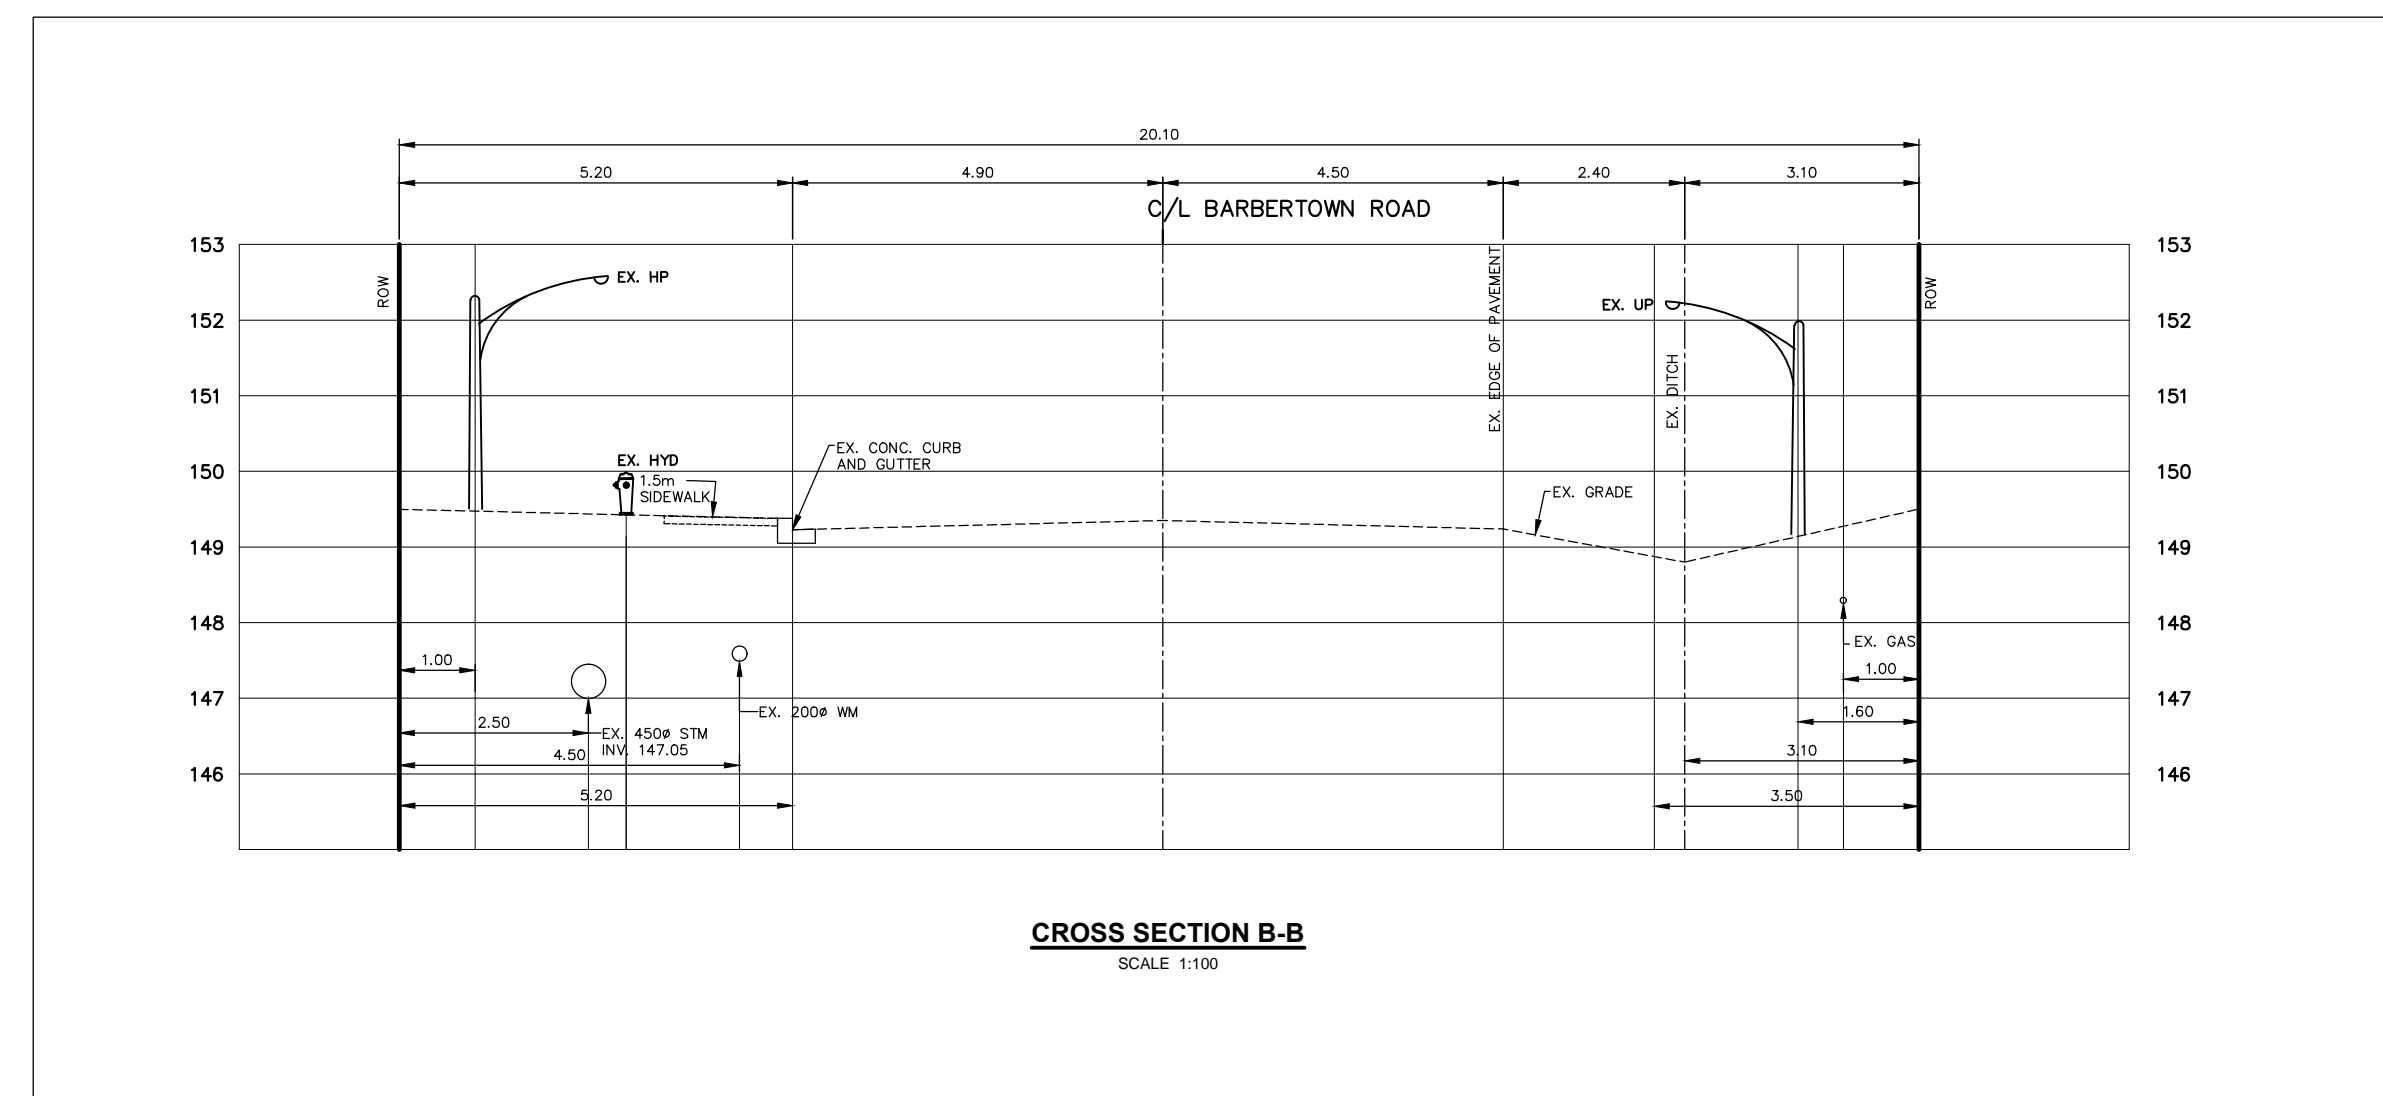 20.10
5.20
4.90
4.50
2.40
3.10
C/L BARBERTOWN ROAD
153
153
ROW
EX. HP
EX. EDGE OF PAVEMENT
EX. UP
ROW
152
152
EX. DITCH
151
151
EX. CONC. CURB
AND GUTTER
EX. HYD
150
150
1.5m
SIDEWALK
EX. GRADE
149
149
148
148
EX. GAS
1.00
1.00
147
147
EX. 200ø WM
2.50
1.60
EX. 450ø STM
INV. 147.05
4.50
3.10
146
146
5.20
3.50
CROSS SECTION B-B
SCALE 1:100